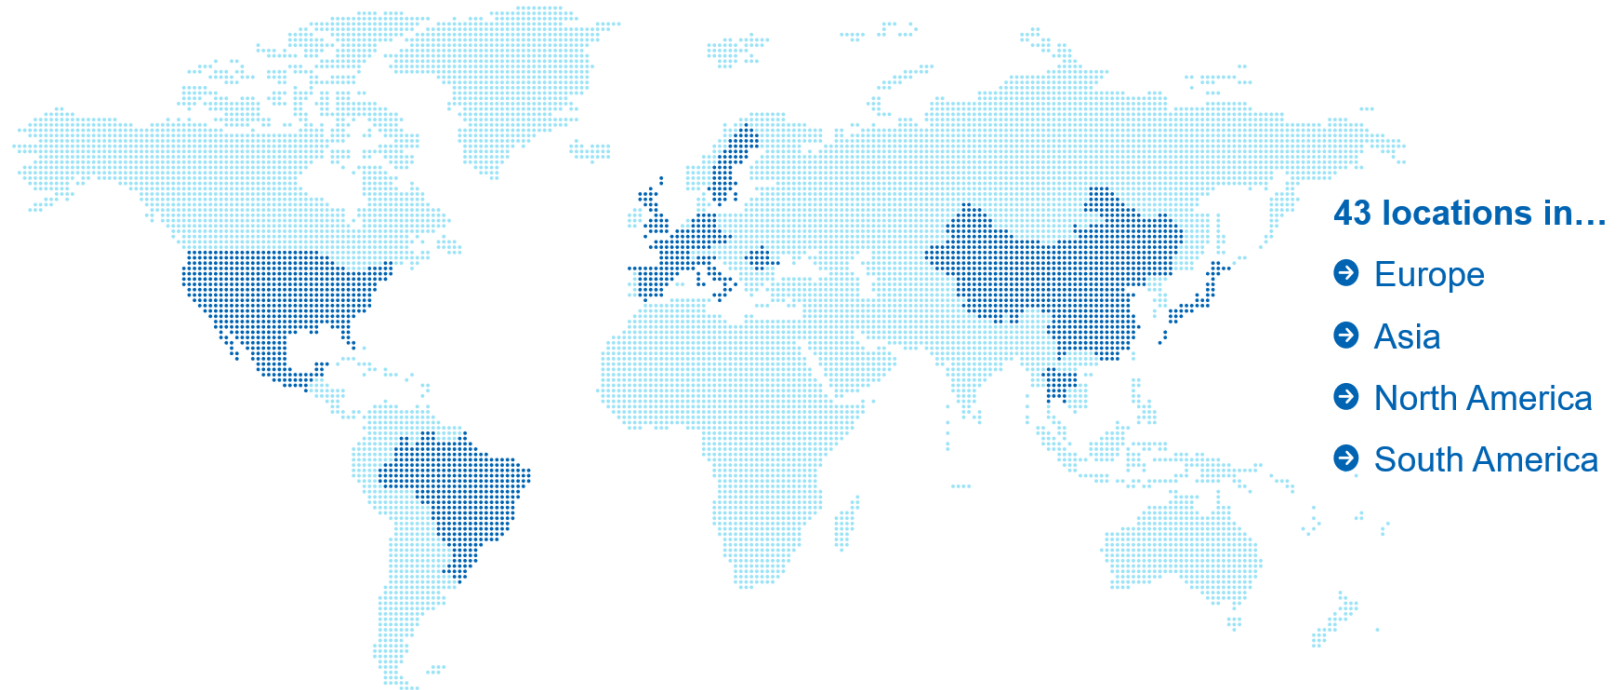 43 locations in…
Europe
Asia
North America
South America